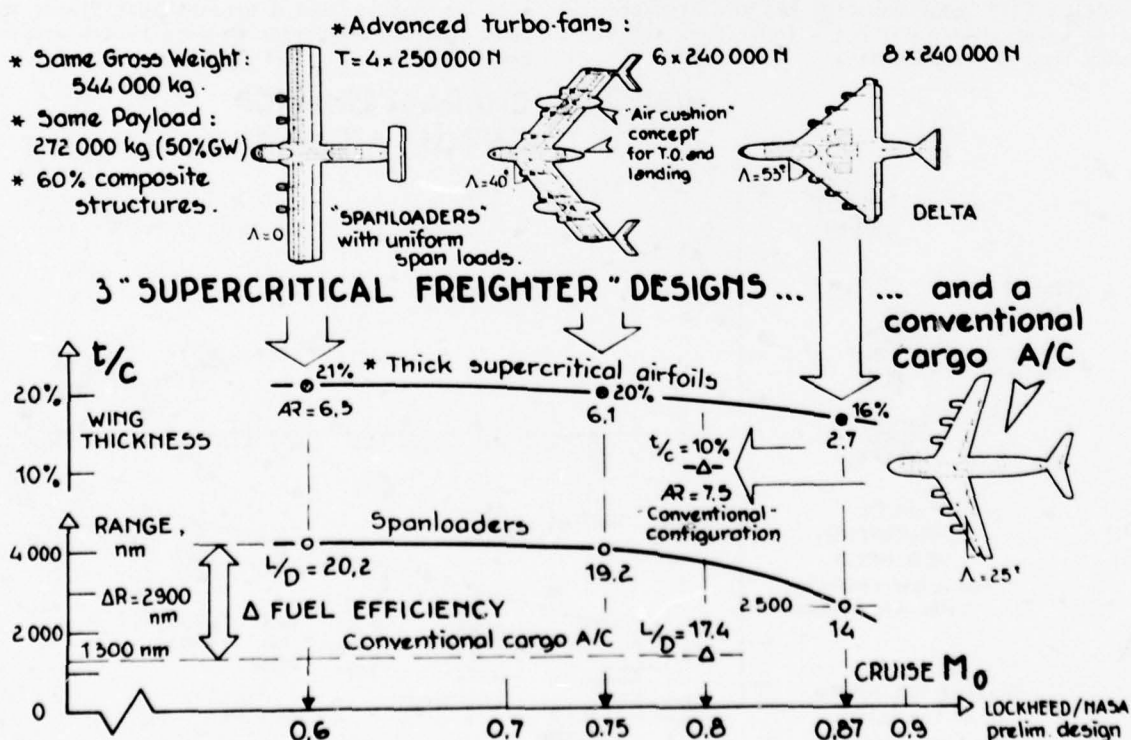 * Same Gross Weight:
544 000 kg.
* Same Payload:
272 000 kg (50%GW)
* 60% composite
structures.
* Advanced turbo-fans:
T = 4 × 250 000 N
6 × 240 000 N
8 × 240 000 N
Λ=0
"SPANLOADERS"
with uniform
span loads.
Λ=40°
"Air cushion"
concept
for T.O. and
landing
Λ=55°
DELTA
3 "SUPERCRITICAL FREIGHTER" DESIGNS... ... and a
conventional
cargo A/C
t/c
20%
WING
THICKNESS
10%
21% * Thick supercritical airfoils
AR = 6,5
20%
6.1
16%
2.7
t/c = 10%
AR = 7.5
Conventional
configuration
Λ=25°
RANGE,
nm
4 000
ΔR = 2900
nm
2 000
1 300 nm
0
Spanloaders
L/D = 20,2
19.2
2 500
14
Δ FUEL EFFICIENCY
Conventional cargo A/C
L/D = 17.4
CRUISE M0
0,6
0,7
0,75
0,8
0,87
0,9
LOCKHEED/NASA
prelim. design